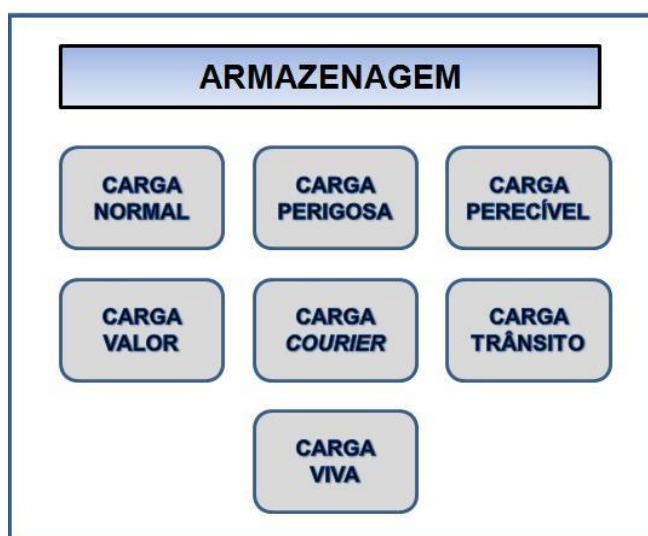 ARMAZENAGEM
CARGA
NORMAL
CARGA
PERIGOSA
CARGA
PERECÍVEL
CARGA
VALOR
CARGA
COURIER
CARGA
TRÂNSITO
CARGA
VIVA